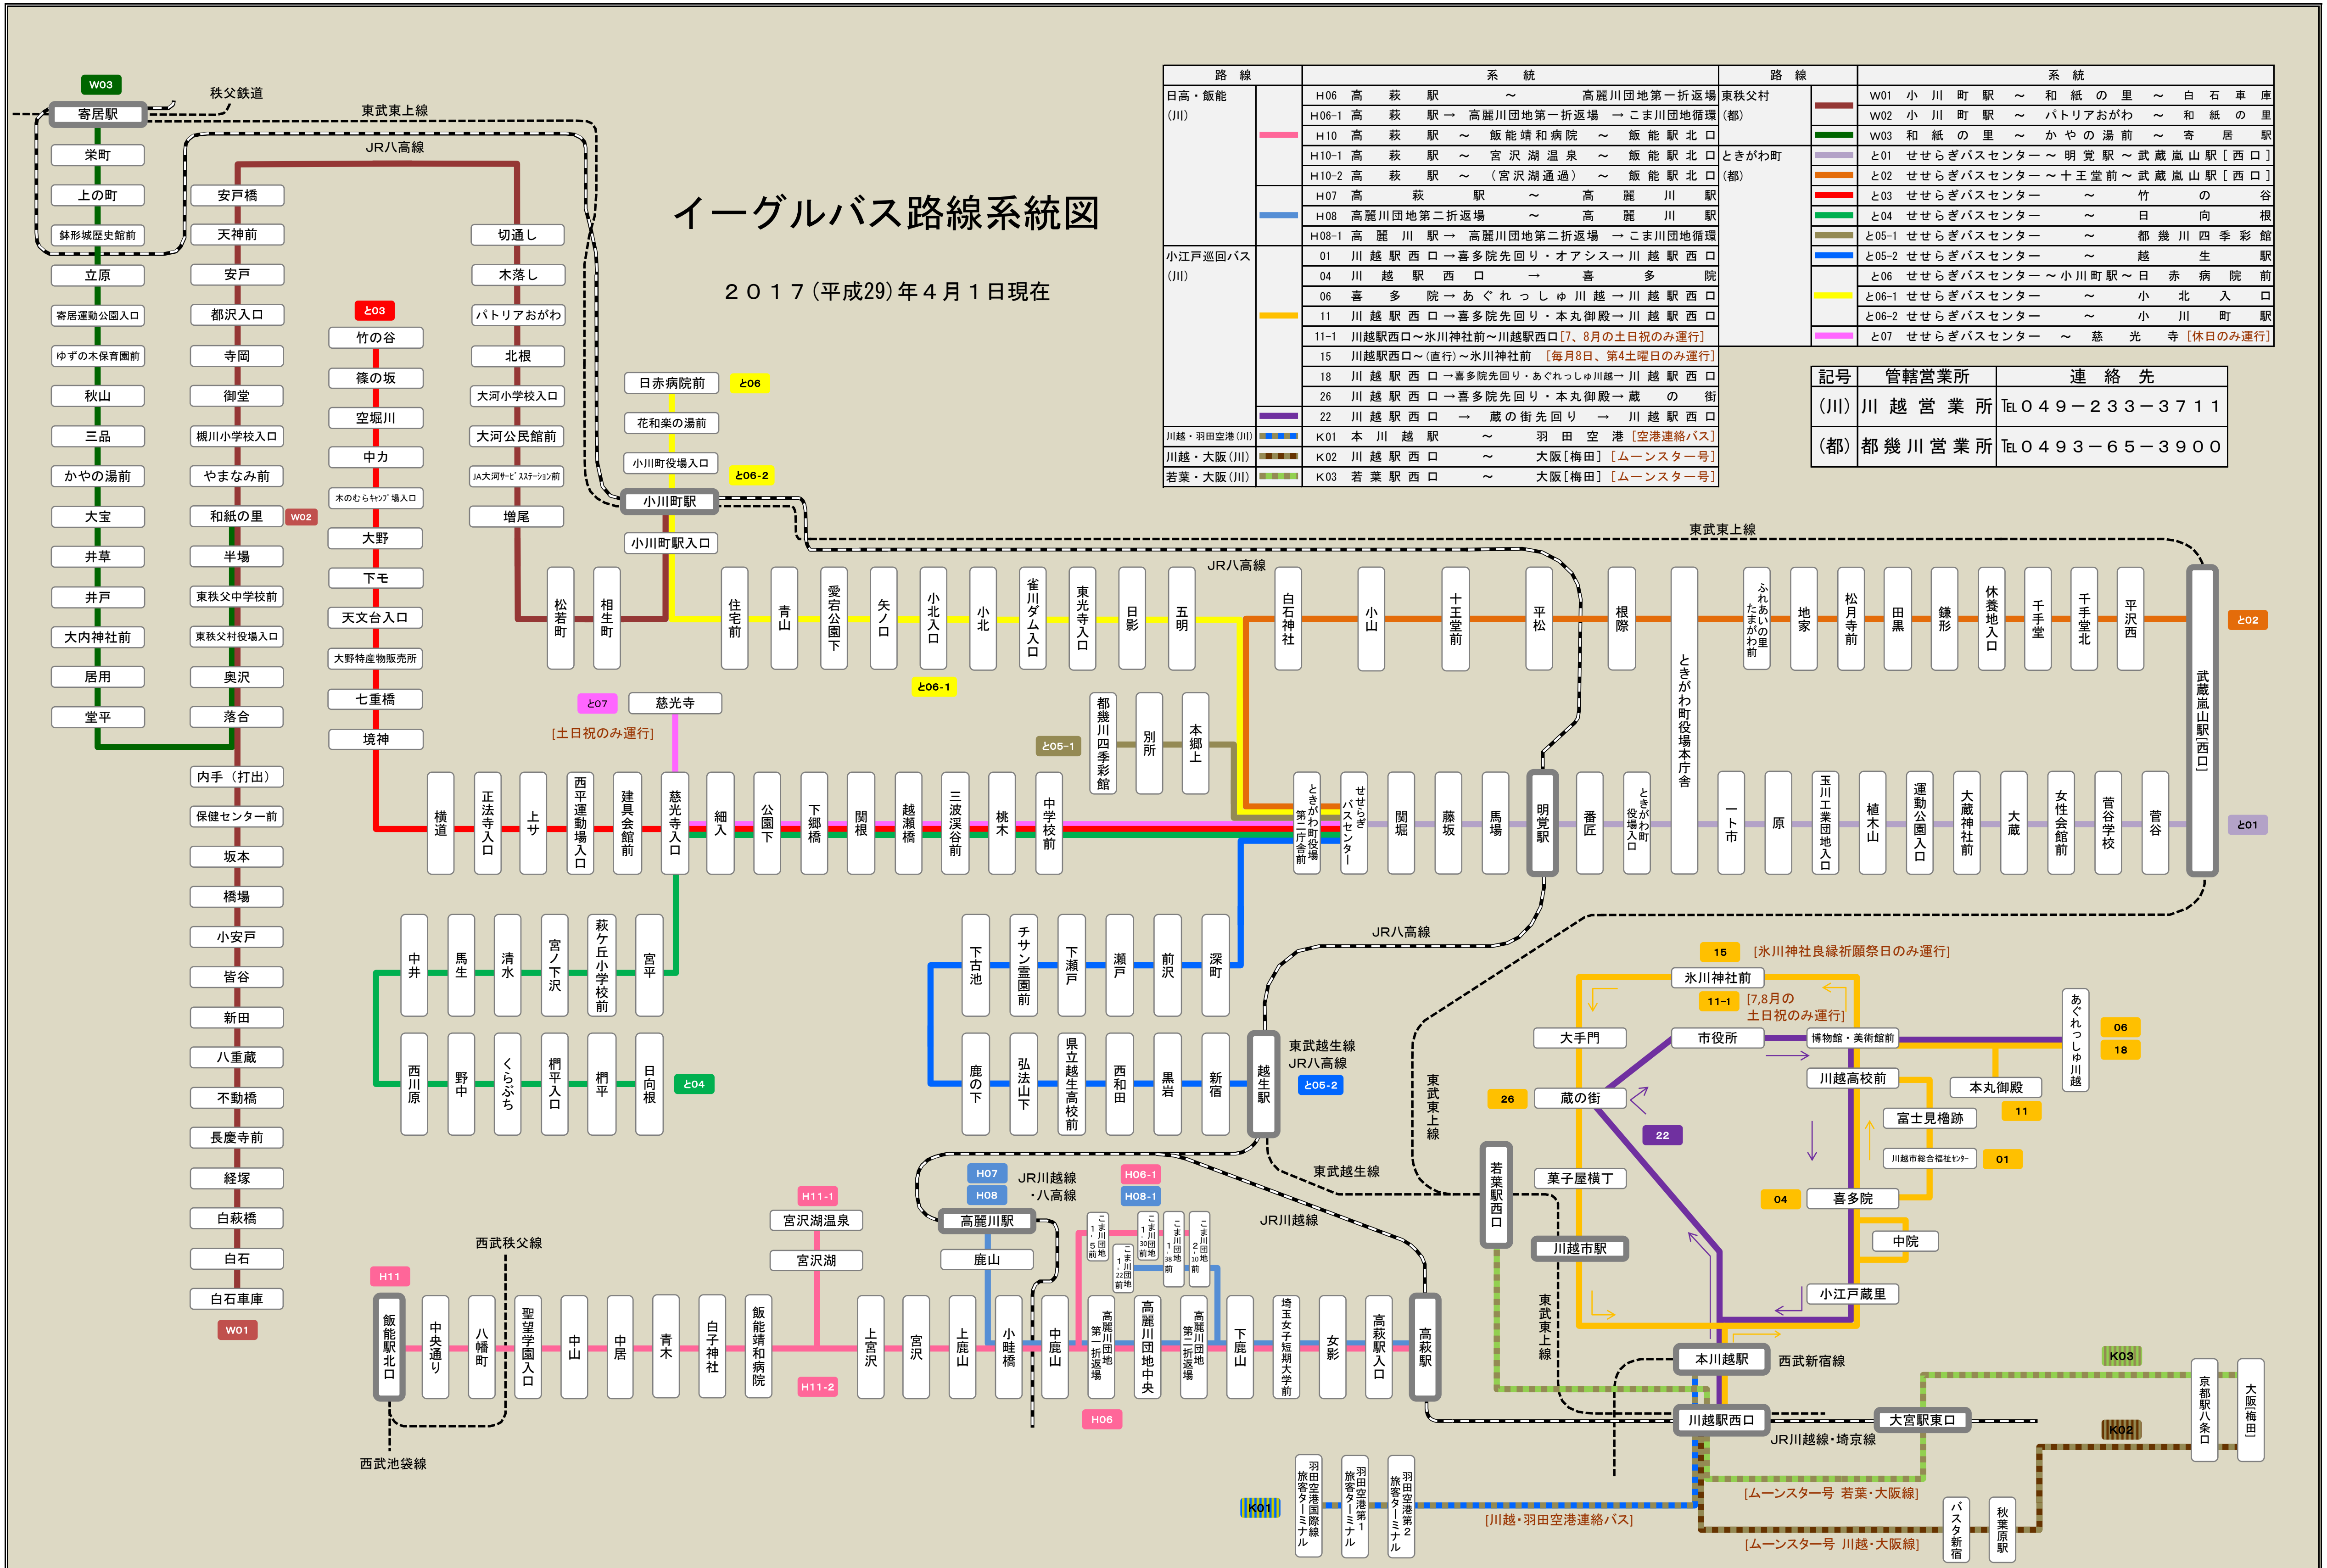 イーグルバス路線系統図
２０１７(平成29)年４月１日現在
路 線
系 統
路 線
系 統
日高・飯能
(川)
H06 高萩駅 ～ 高麗川団地第一折返場
H06-1 高萩駅→ 高麗川団地第一折返場 →こま川団地循環
H10 高萩駅 ～ 飯能靖和病院 ～ 飯能駅北口
H10-1 高萩駅 ～ 宮沢湖温泉 ～ 飯能駅北口
H10-2 高萩駅 ～ (宮沢湖通過) ～ 飯能駅北口
H07 高萩駅 ～ 高麗川駅
H08 高麗川団地第二折返場 ～ 高麗川駅
H08-1 高麗川駅→ 高麗川団地第二折返場 →こま川団地循環
小江戸巡回バス
(川)
01 川越駅西口→喜多院先回り・オアシス→川越駅西口
04 川越駅西口 → 喜多院
06 喜多院→あぐれっしゅ川越→川越駅西口
11 川越駅西口→喜多院先回り・本丸御殿→川越駅西口
11-1 川越駅西口～氷川神社前～川越駅西口[7、8月の土日祝のみ運行]
15 川越駅西口～(直行)～氷川神社前 [毎月8日、第4土曜日のみ運行]
18 川越駅西口→喜多院先回り・あぐれっしゅ川越→川越駅西口
26 川越駅西口→喜多院先回り・本丸御殿→蔵の街
22 川越駅西口 → 蔵の街先回り → 川越駅西口
川越・羽田空港(川)
K01 本川越駅 ～ 羽田空港[空港連絡バス]
川越・大阪(川)
K02 川越駅西口 ～ 大阪[梅田] [ムーンスター号]
若葉・大阪(川)
K03 若葉駅西口 ～ 大阪[梅田] [ムーンスター号]
東秩父村
(都)
W01 小川町駅 ～ 和紙の里 ～ 白石車庫
W02 小川町駅 ～ パトリアおがわ ～ 和紙の里
W03 和紙の里 ～ かやの湯前 ～ 寄居駅
ときがわ町
(都)
と01 せせらぎバスセンター～明覚駅～武蔵嵐山駅[西口]
と02 せせらぎバスセンター～十王堂前～武蔵嵐山駅[西口]
と03 せせらぎバスセンター ～ 竹の谷
と04 せせらぎバスセンター ～ 日向根
と05-1 せせらぎバスセンター ～ 都幾川四季彩館
と05-2 せせらぎバスセンター ～ 越生駅
と06 せせらぎバスセンター～小川町駅～日赤病院前
と06-1 せせらぎバスセンター ～ 小北入口
と06-2 せせらぎバスセンター ～ 小川町駅
と07 せせらぎバスセンター ～ 慈光寺[休日のみ運行]
記号
管轄営業所
連絡先
(川)
川越営業所
℡０４９－２３３－３７１１
(都)
都幾川営業所
℡０４９３－６５－３９００
W03
寄居駅
秩父鉄道
東武東上線
JR八高線
栄町
上の町
鉢形城歴史館前
立原
寄居運動公園入口
ゆずの木保育園前
秋山
三品
かやの湯前
大宝
井草
井戸
大内神社前
居用
堂平
安戸橋
天神前
安戸
都沢入口
寺岡
御堂
槻川小学校入口
やまなみ前
和紙の里
W02
半場
東秩父中学校前
東秩父村役場入口
奥沢
落合
内手（打出）
保健センター前
坂本
橋場
小安戸
皆谷
新田
八重蔵
不動橋
長慶寺前
経塚
白萩橋
白石
白石車庫
W01
と03
竹の谷
篠の坂
空堀川
中カ
木のむらｷｬﾝﾌﾟ場入口
大野
下モ
天文台入口
大野特産物販売所
七重橋
境神
切通し
木落し
パトリアおがわ
北根
大河小学校入口
大河公民館前
JA大河ｻｰﾋﾞｽｽﾃｰｼｮﾝ前
増尾
松若町
相生町
日赤病院前
と06
花和楽の湯前
小川町役場入口
と06-2
小川町駅
小川町駅入口
東武東上線
JR八高線
住宅前
青山
愛宕公園下
矢ノ口
小北入口
小北
雀川ダム入口
東光寺入口
日影
五明
と06-1
白石神社
小山
十王堂前
平松
根際
ときがわ町役場本庁舎
ふれあいの里
たまがわ前
地家
松月寺前
田黒
鎌形
休養地入口
千手堂
千手堂北
平沢西
武蔵嵐山駅[西口]
と02
と07
慈光寺
[土日祝のみ運行]
と05-1
都幾川四季彩館
別所
本郷上
横道
正法寺入口
上サ
西平運動場入口
建具会館前
慈光寺入口
細入
公園下
下郷橋
関根
越瀬橋
三波渓谷前
桃木
中学校前
ときがわ町役場
第二庁舎前
せせらぎ
バスセンター
関堀
藤坂
馬場
明覚駅
番匠
ときがわ町
役場入口
一ト市
原
玉川工業団地入口
植木山
運動公園入口
大蔵神社前
大蔵
女性会館前
菅谷学校
菅谷
と01
中井
馬生
清水
宮ノ下沢
萩ケ丘小学校前
宮平
西川原
野中
くらぶち
椚平入口
椚平
日向根
と04
下古池
チサン霊園前
下瀬戸
瀬戸
前沢
深町
鹿の下
弘法山下
県立越生高校前
西和田
黒岩
新宿
越生駅
東武越生線
JR八高線
と05-2
JR八高線
東武越生線
JR川越線
東武東上線
15
[氷川神社良縁祈願祭日のみ運行]
氷川神社前
11-1
[7,8月の
土日祝のみ運行]
大手門
市役所
博物館・美術館前
あぐれっしゅ川越
06
18
川越高校前
本丸御殿
11
26
蔵の街
富士見櫓跡
22
川越市総合福祉ｾﾝﾀｰ
01
菓子屋横丁
04
喜多院
中院
川越市駅
小江戸蔵里
若葉駅西口
東武東上線
本川越駅
西武新宿線
川越駅西口
大宮駅東口
JR川越線・埼京線
K03
K02
京都駅八条口
大阪[梅田]
[ムーンスター号 若葉・大阪線]
[ムーンスター号 川越・大阪線]
バスタ新宿
秋葉原駅
K01
羽田空港国際線
旅客ターミナル
羽田空港第1
旅客ターミナル
羽田空港第2
旅客ターミナル
[川越・羽田空港連絡バス]
H07
H08
JR川越線
・八高線
高麗川駅
鹿山
H06-1
H08-1
こま川団地
1-5前
こま川団地
1-22前
こま川団地
1-30前
こま川団地
1-38前
こま川団地
2-10前
H11-1
宮沢湖温泉
宮沢湖
H11-2
西武秩父線
西武池袋線
H11
飯能駅北口
中央通り
八幡町
聖望学園入口
中山
中居
青木
白子神社
飯能靖和病院
上宮沢
宮沢
上鹿山
小畦橋
中鹿山
高麗川団地
第一折返場
高麗川団地中央
高麗川団地
第二折返場
下鹿山
埼玉女子短期大学前
女影
高萩駅入口
高萩駅
H06